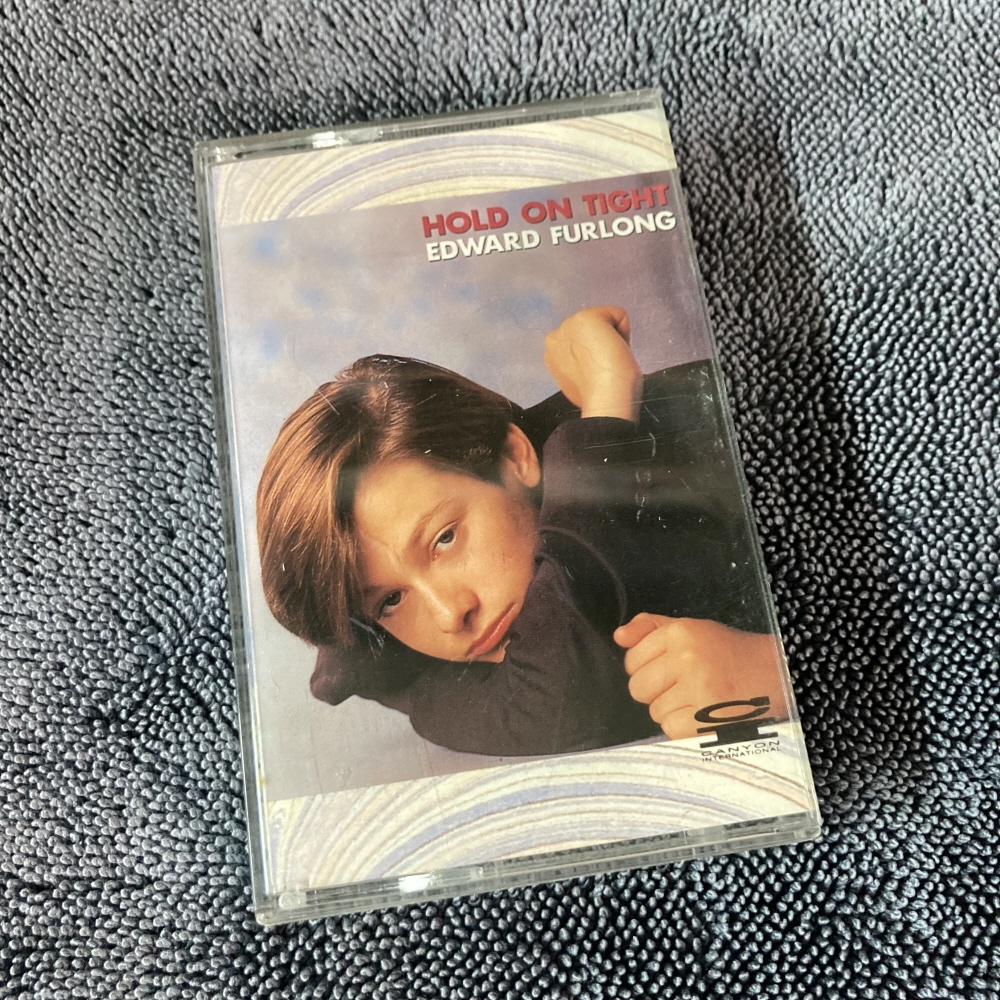 HOLD ON TIGHT
EDWARD FURLONG
CANYON
INTERNATIONAL